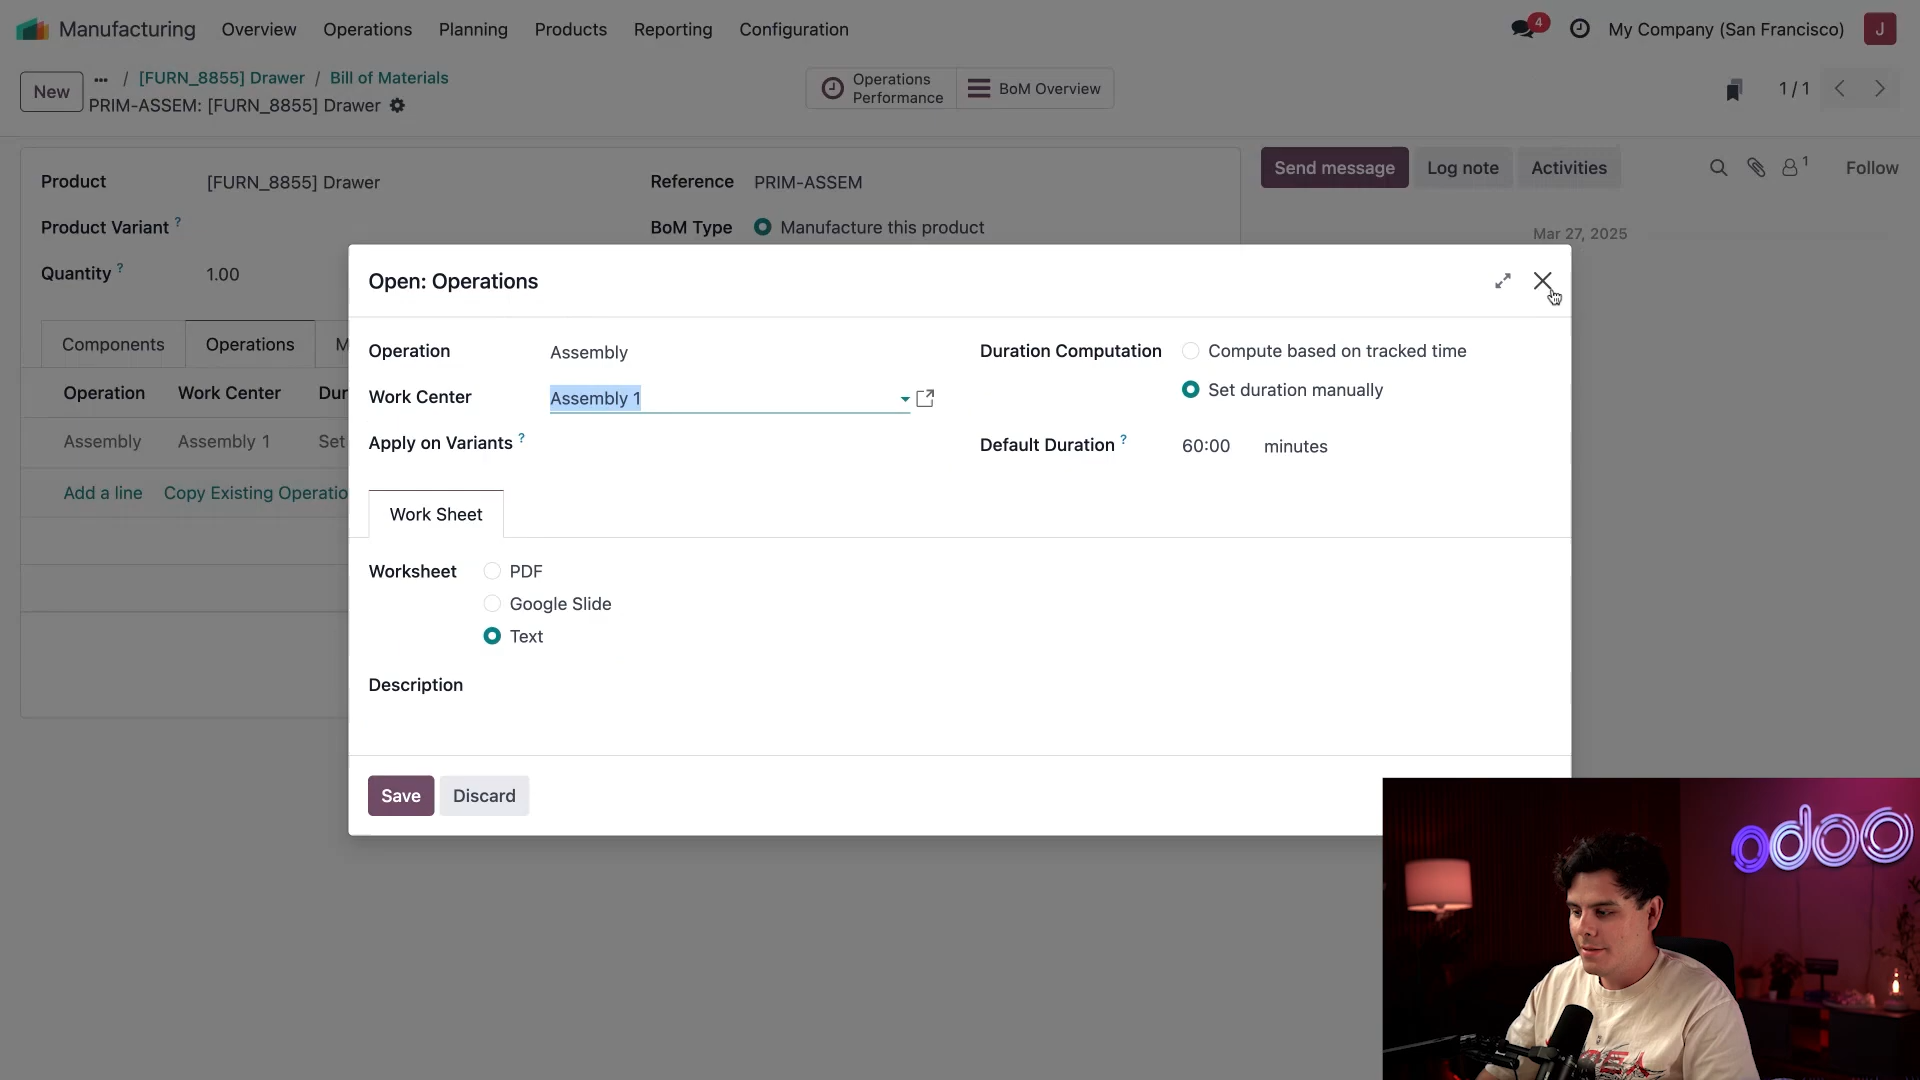 Manufacturing Overview Operations Planning Products Reporting Configuration 4 My Company (San Francisco) J
New ... / [FURN_8855] Drawer / Bill of Materials
PRIM-ASSEM: [FURN_8855] Drawer
Operations
Performance
BoM Overview
1 / 1
Product [FURN_8855] Drawer
Product Variant ?
Quantity ? 1.00
Reference PRIM-ASSEM
BoM Type Manufacture this product
Send message Log note Activities 1 Follow
Mar 27, 2025
Components Operations M
Operation Work Center Dur
Assembly Assembly 1 Set
Add a line Copy Existing Operatio
Open: Operations
Operation Assembly
Work Center Assembly 1
Apply on Variants ?
Duration Computation Compute based on tracked time
Set duration manually
Default Duration ? 60:00 minutes
Work Sheet
Worksheet PDF
Google Slide
Text
Description
Save Discard
odoo